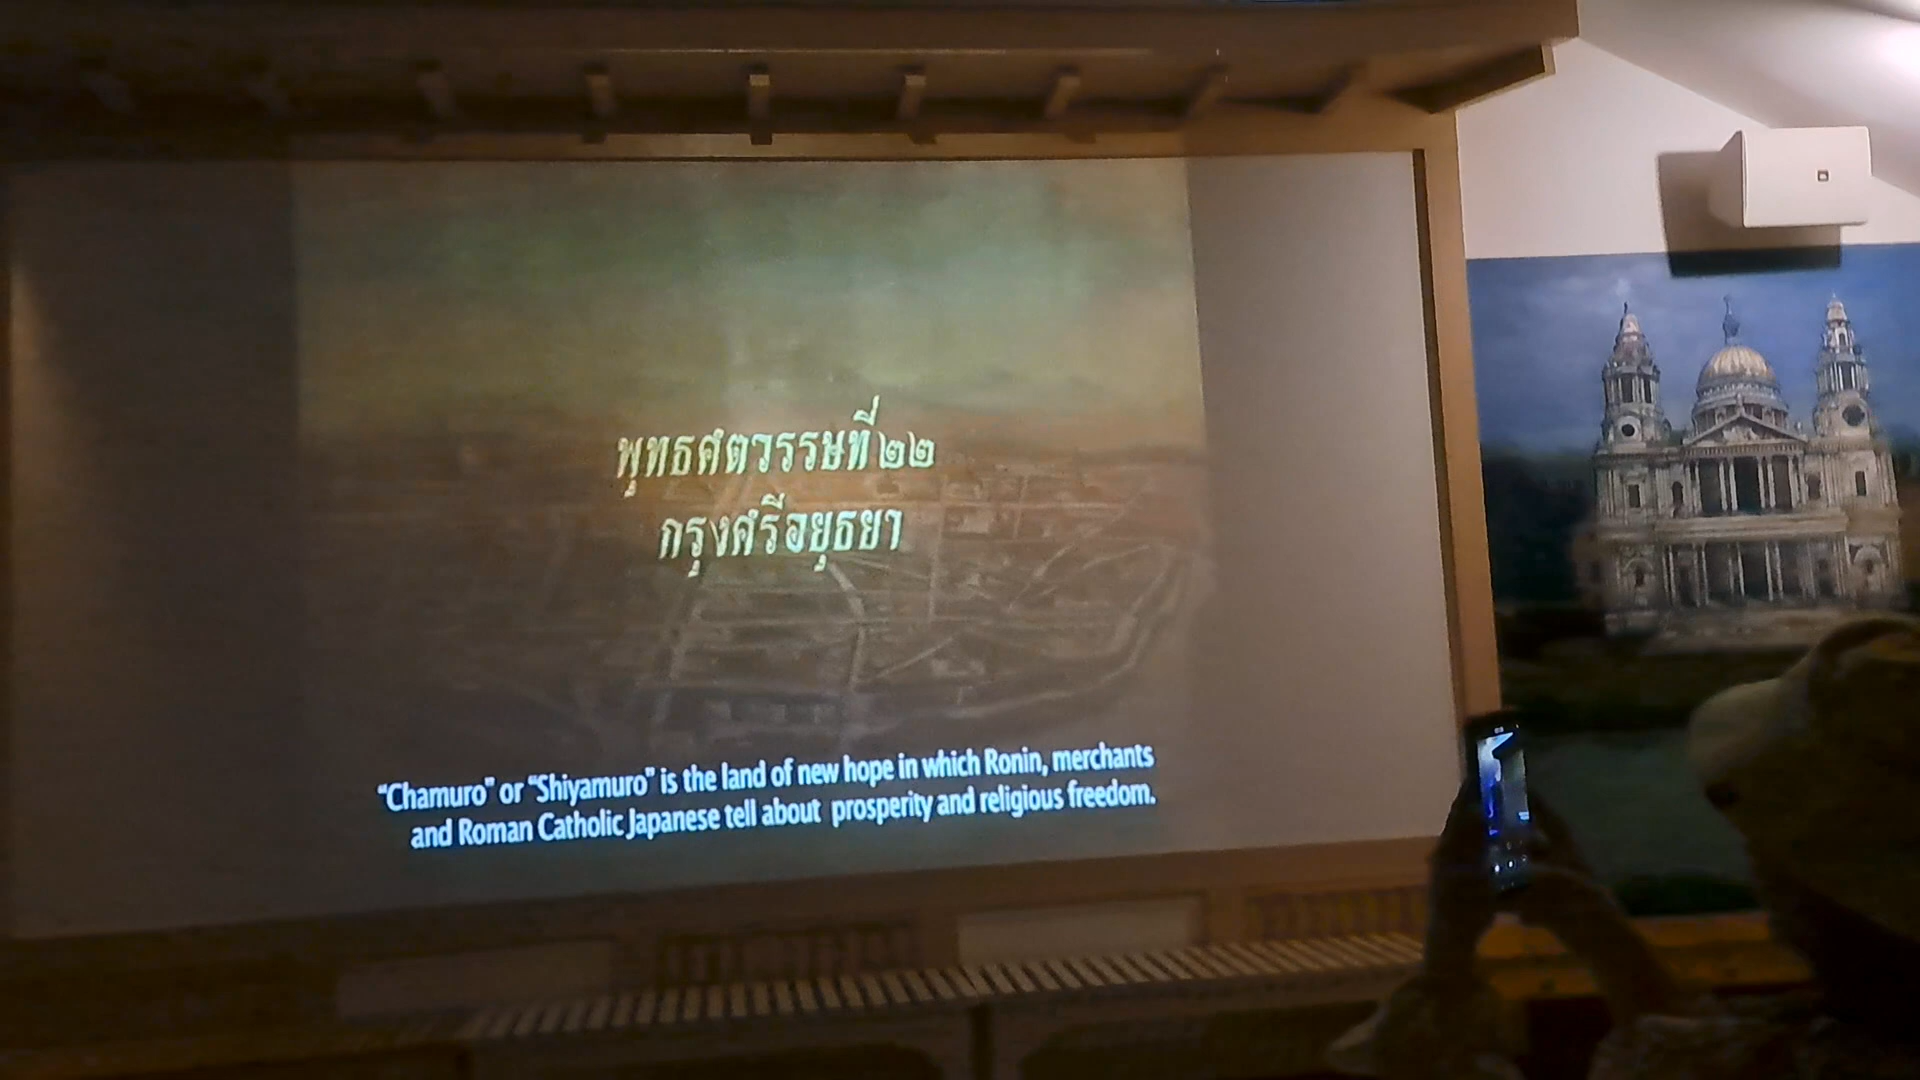 พุทธศตวรรษที่ ๒๒
กรุงศรีอยุธยา
“Chamuro” or “Shiyamuro” is the land of new hope in which Ronin, merchants
and Roman Catholic Japanese tell about prosperity and religious freedom.